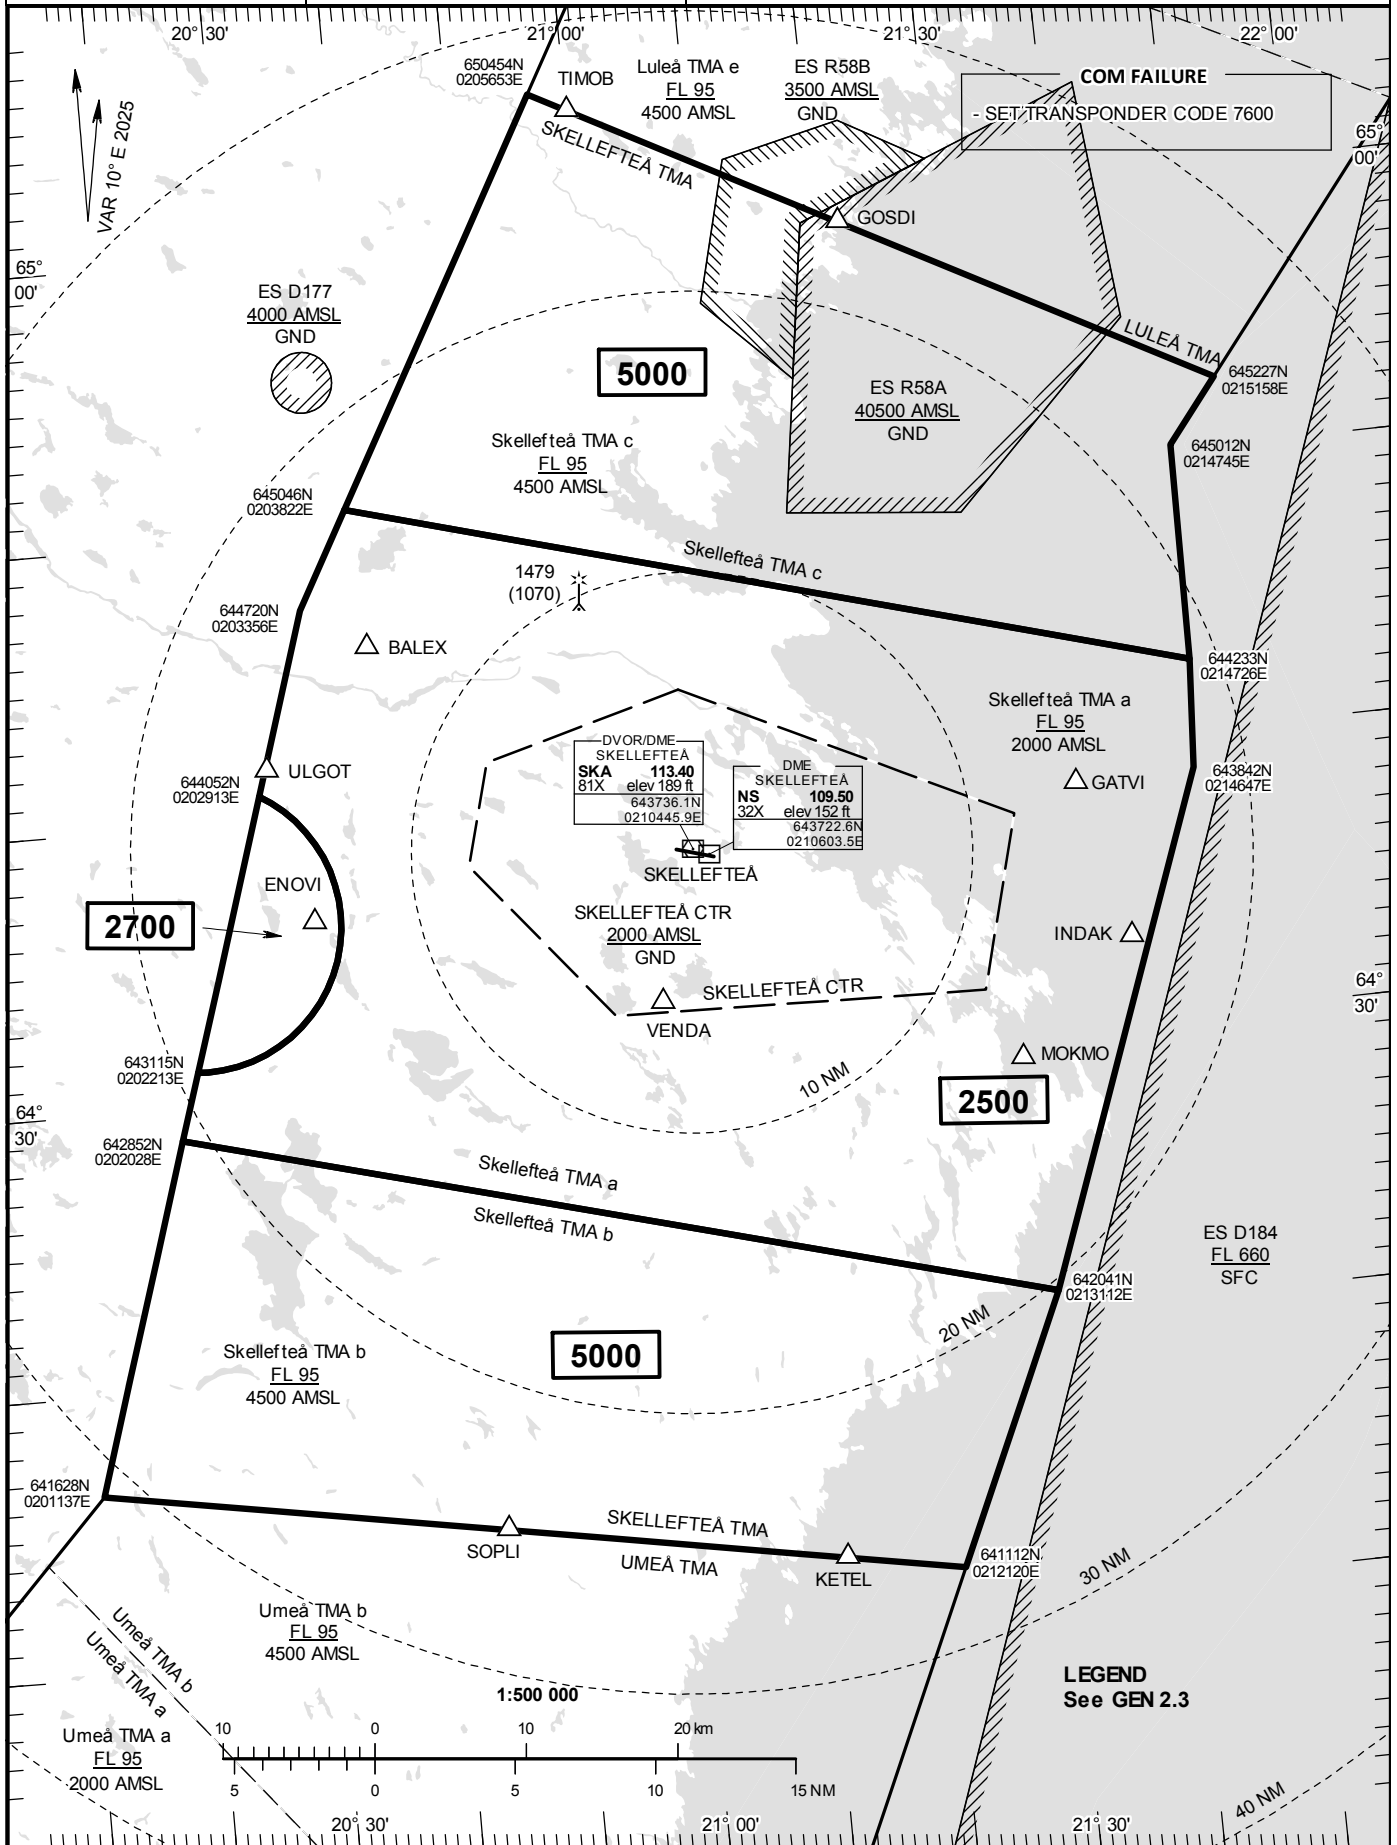 20° 30'
21° 00'
21° 30'
22° 00'
650454N
0205653E
TIMOB
Luleå TMA e
FL 95
4500 AMSL
ES R58B
3500 AMSL
GND
COM FAILURE
- SET TRANSPONDER CODE 7600
65°
00'
VAR 10° E 2025
SKELLEFTEÅ TMA
GOSDI
65°
00'
ES D177
4000 AMSL
GND
LULEÅ TMA
5000
645227N
0215158E
ES R58A
40500 AMSL
GND
Skellefteå TMA c
FL 95
4500 AMSL
645012N
0214745E
645046N
0203822E
Skellefteå TMA c
1479
(1070)
644720N
0203356E
BALEX
644233N
0214726E
Skellefteå TMA a
FL 95
2000 AMSL
DVOR/DME
SKELLEFTEÅ
SKA 113.40
81X elev 189 ft
643736.1N
0210445.9E
DME
SKELLEFTEÅ
NS 109.50
32X elev 152 ft
643722.6N
0210603.5E
ULGOT
GATVI
643842N
0214647E
644052N
0202913E
SKELLEFTEÅ
ENOVI
2700
SKELLEFTEÅ CTR
2000 AMSL
GND
INDAK
SKELLEFTEÅ CTR
64°
30'
VENDA
MOKMO
643115N
0202213E
10 NM
2500
64°
30'
642852N
0202028E
Skellefteå TMA a
Skellefteå TMA b
ES D184
FL 660
SFC
642041N
0213112E
20 NM
5000
Skellefteå TMA b
FL 95
4500 AMSL
641628N
0201137E
SKELLEFTEÅ TMA
SOPLI
UMEÅ TMA
KETEL
641112N
0212120E
30 NM
Umeå TMA b
Umeå TMA a
Umeå TMA b
FL 95
4500 AMSL
LEGEND
See GEN 2.3
1:500 000
10 0 10 20 km
Umeå TMA a
FL 95
2000 AMSL
5 0 5 10 15 NM
40 NM
20° 30'
21° 00'
21° 30'